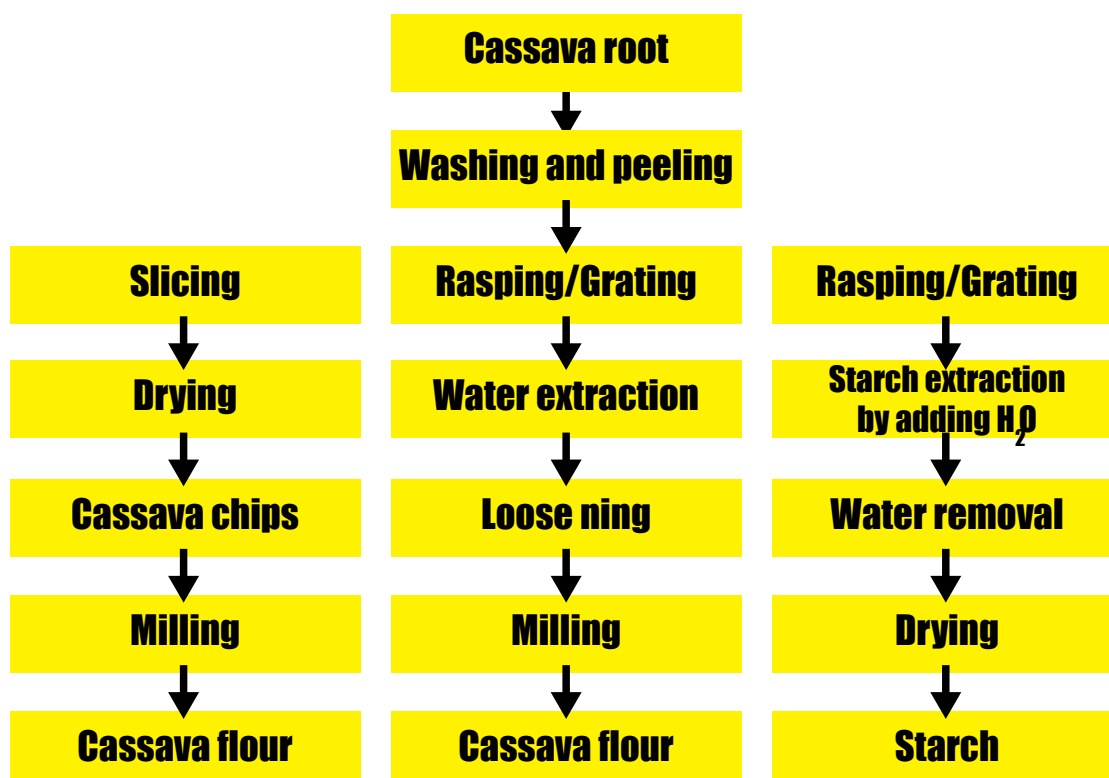 Cassava root
Washing and peeling
Slicing
Rasping/Grating
Rasping/Grating
Drying
Water extraction
Starch extraction
by adding H₂O
Cassava chips
Loose ning
Water removal
Milling
Milling
Drying
Cassava flour
Cassava flour
Starch